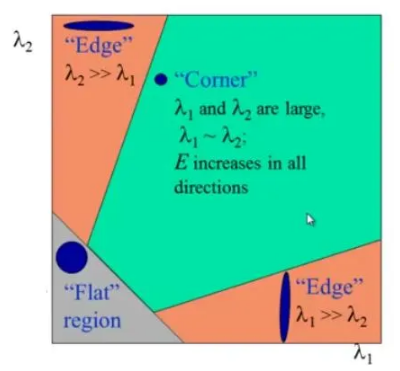 λ₂
“Edge”
λ₂ >> λ₁
“Corner”
λ₁ and λ₂ are large,
λ₁ ~ λ₂;
E increases in all
directions
“Flat”
region
“Edge”
λ₁ >> λ₂
λ₁